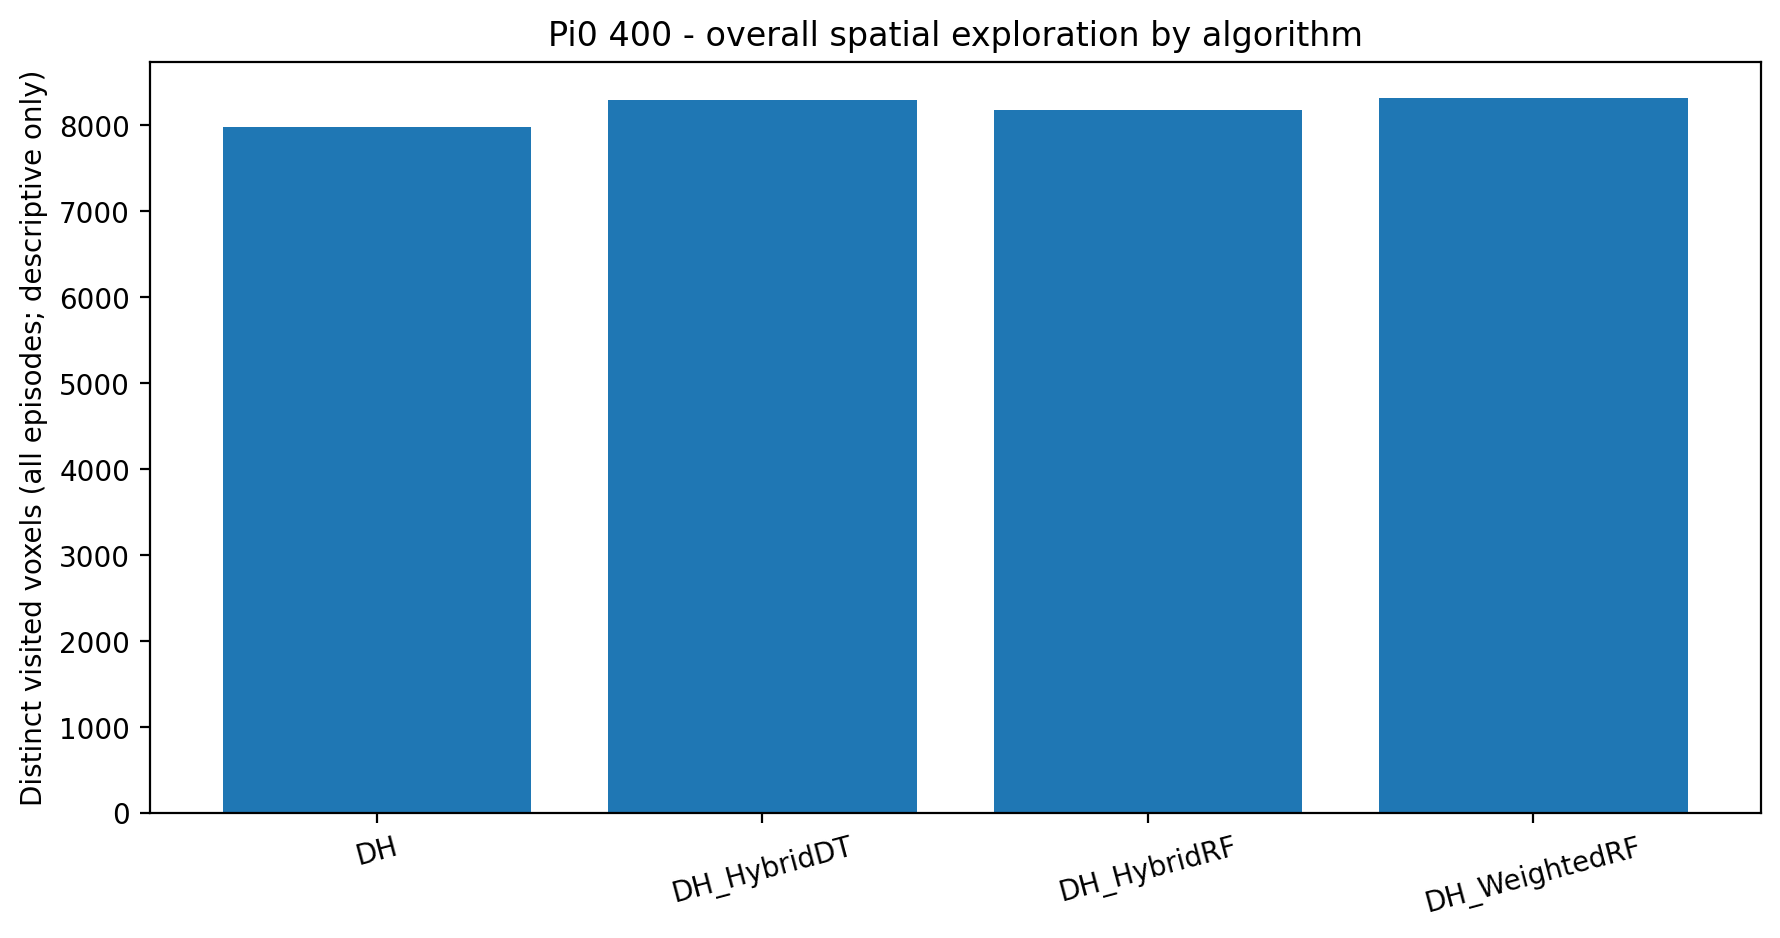 Pi0 400 - overall spatial exploration by algorithm
Distinct visited voxels (all episodes; descriptive only)
8000
7000
6000
5000
4000
3000
2000
1000
0
DH
DH_HybridDT
DH_HybridRF
DH_WeightedRF